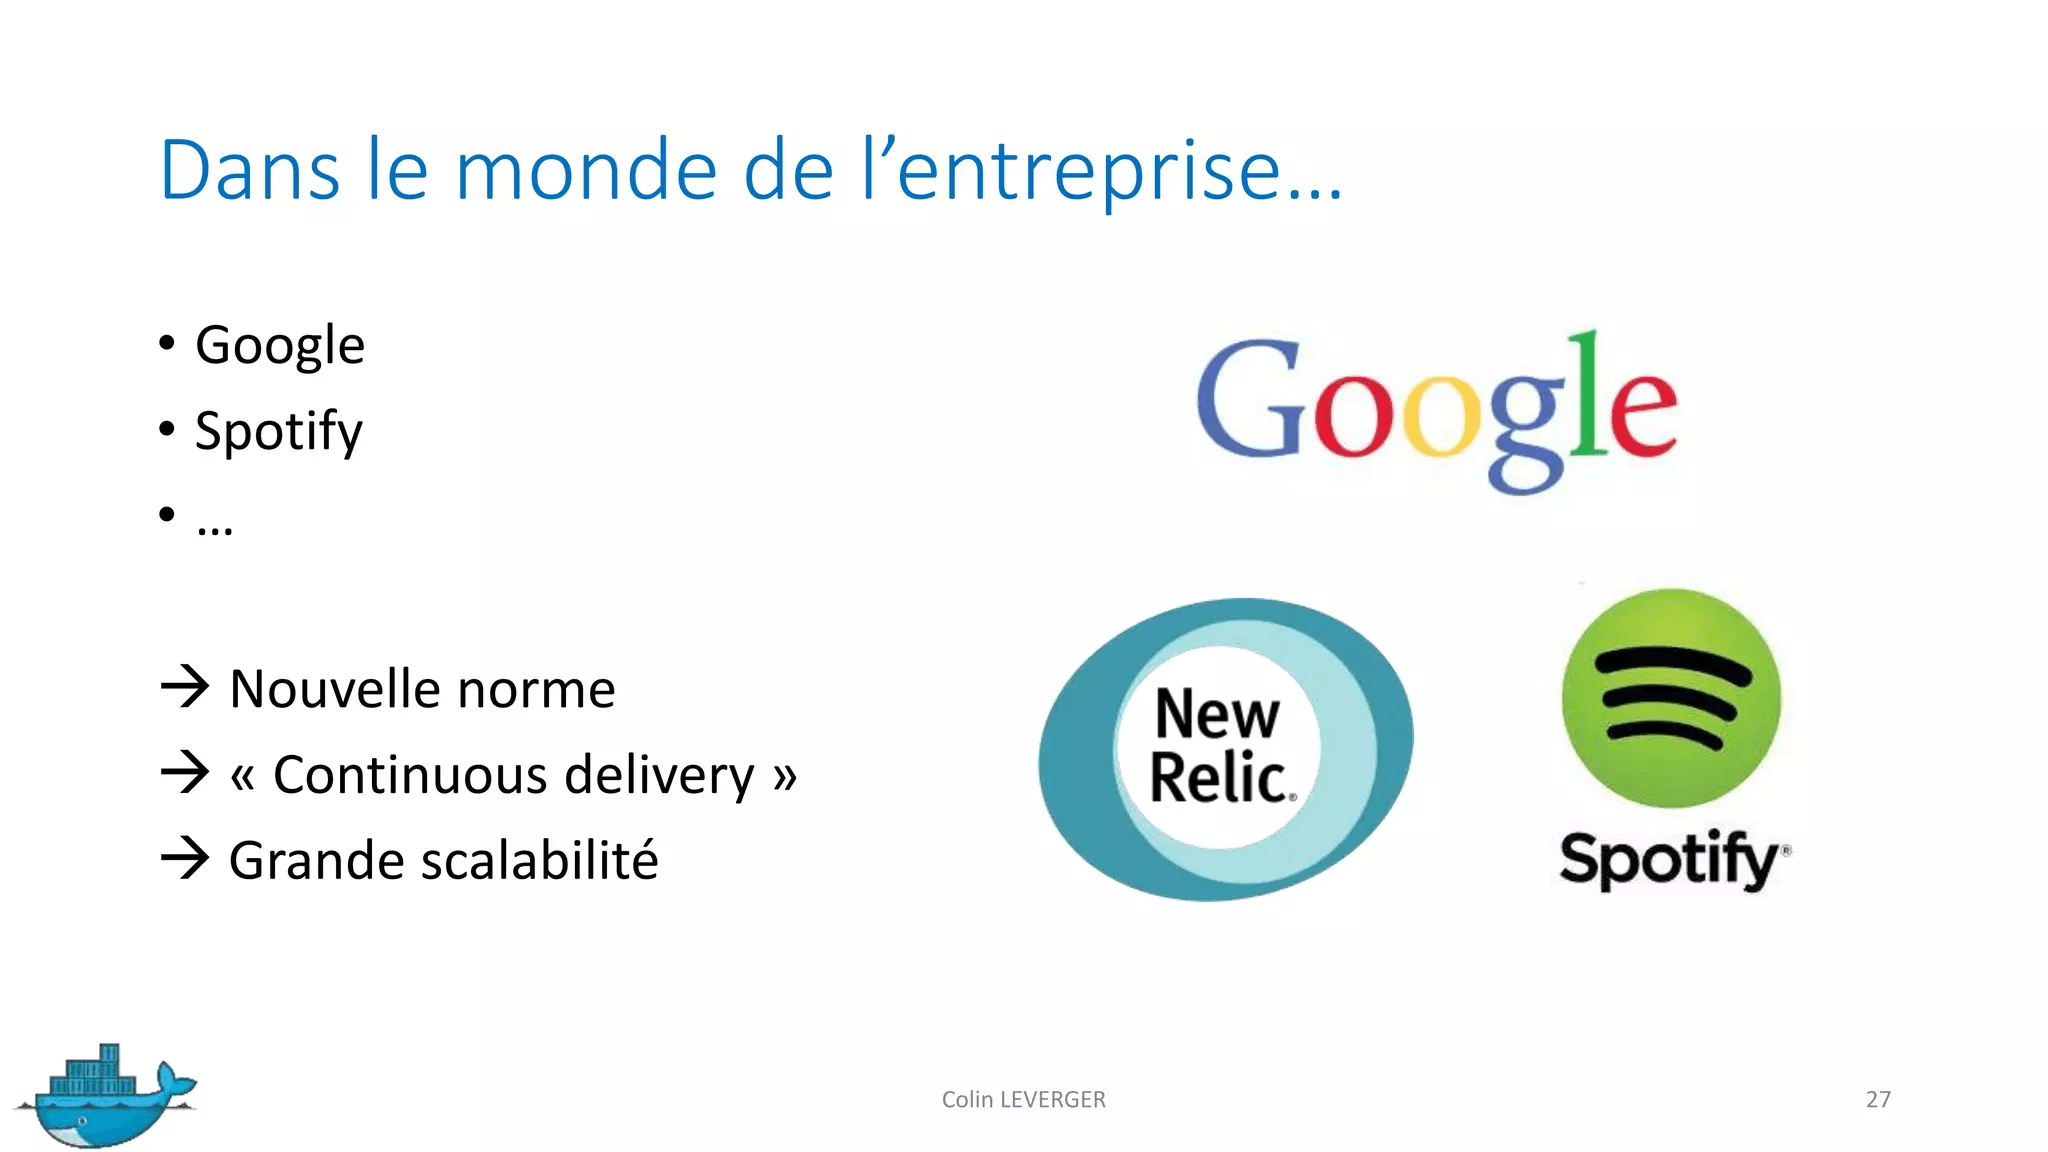 Dans le monde de l’entreprise…
• Google
• Spotify
• …
→ Nouvelle norme
→ « Continuous delivery »
→ Grande scalabilité
Google
New
Relic®
Spotify®
Colin LEVERGER
27